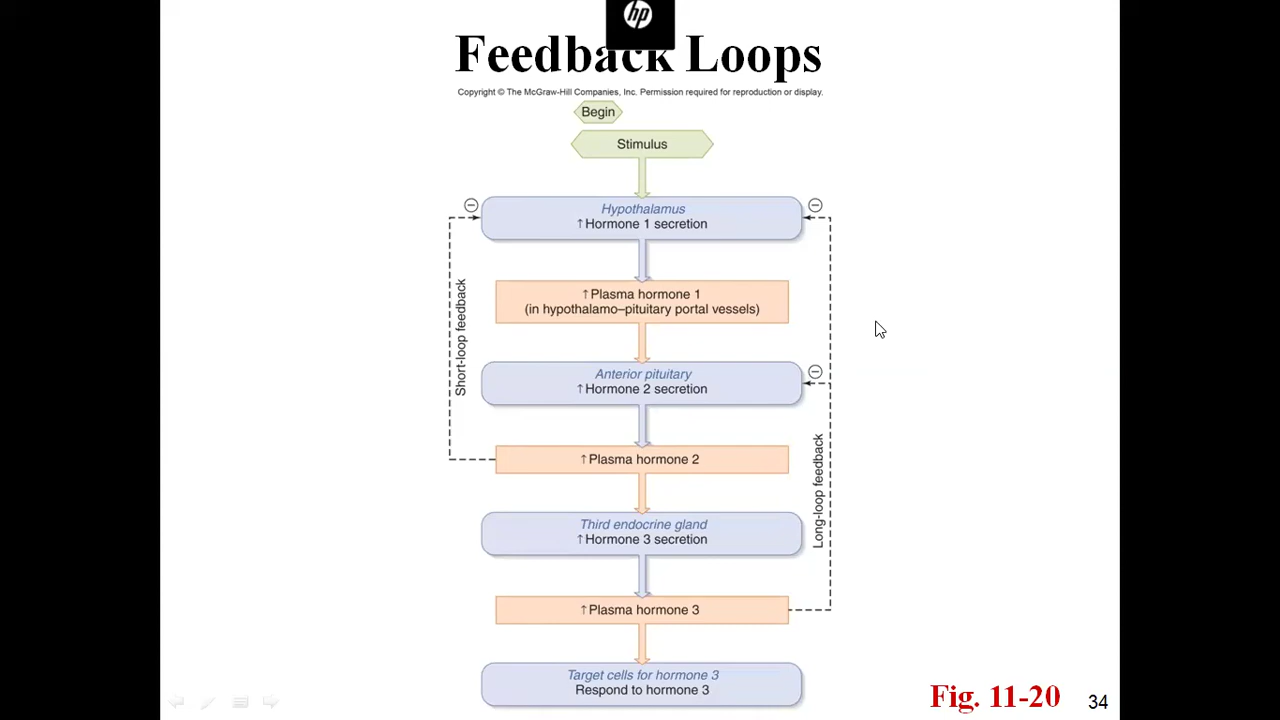 hp
Feedback Loops
Copyright © The McGraw-Hill Companies, Inc. Permission required for reproduction or display.
Begin
Stimulus
⊖
⊖
Hypothalamus
↑Hormone 1 secretion
↑Plasma hormone 1
(in hypothalamo–pituitary portal vessels)
Short-loop feedback
⊖
Anterior pituitary
↑Hormone 2 secretion
↑Plasma hormone 2
Long-loop feedback
Third endocrine gland
↑Hormone 3 secretion
↑Plasma hormone 3
Target cells for hormone 3
Respond to hormone 3
Fig. 11-20
34